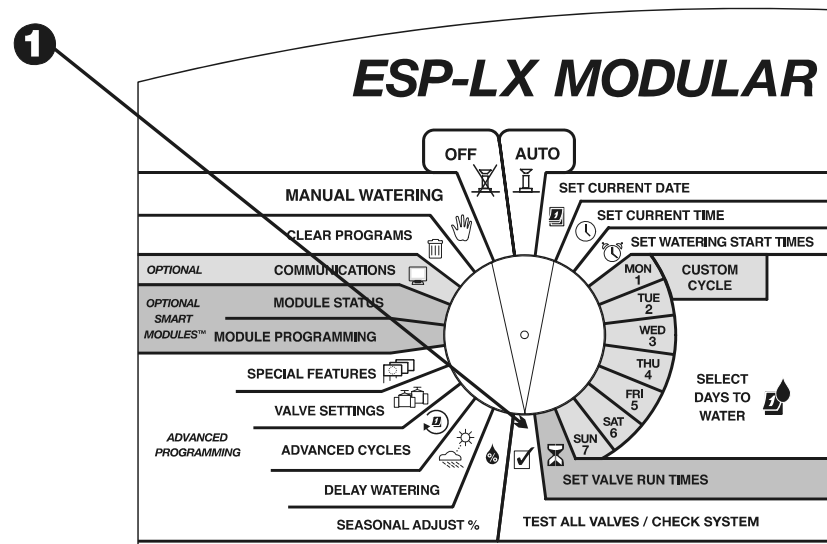 1
ESP-LX MODULAR
OFF
AUTO
MANUAL WATERING
SET CURRENT DATE
CLEAR PROGRAMS
SET CURRENT TIME
SET WATERING START TIMES
OPTIONAL
COMMUNICATIONS
MON
1
CUSTOM
CYCLE
OPTIONAL
SMART
MODULES™
MODULE STATUS
MODULE PROGRAMMING
TUE
2
WED
3
THU
4
FRI
5
SAT
6
SUN
7
SELECT
DAYS TO
WATER
1
SPECIAL FEATURES
VALVE SETTINGS
ADVANCED
PROGRAMMING
ADVANCED CYCLES
DELAY WATERING
SEASONAL ADJUST %
%
SET VALVE RUN TIMES
TEST ALL VALVES / CHECK SYSTEM